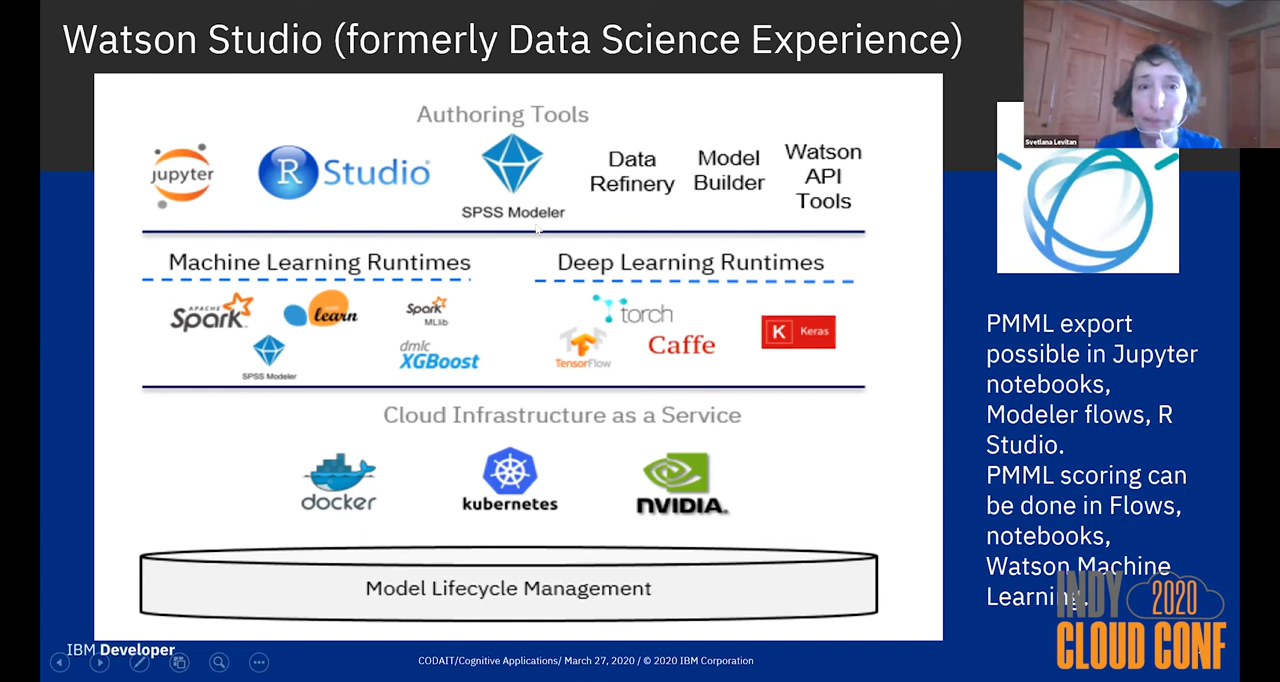 Watson Studio (formerly Data Science Experience)
Svetlana Levitan
Authoring Tools
jupyter
R Studio
SPSS Modeler
Data
Refinery
Model
Builder
Watson
API
Tools
Machine Learning Runtimes
Deep Learning Runtimes
APACHE
Spark
learn
Spark
MLlib
SPSS Modeler
dmlc
XGBoost
torch
TensorFlow
Caffe
K Keras
Cloud Infrastructure as a Service
docker
kubernetes
NVIDIA.
Model Lifecycle Management
PMML export
possible in Jupyter
notebooks,
Modeler flows, R
Studio.
PMML scoring can
be done in Flows,
notebooks,
Watson Machine
Learning.
INDY 2020
CLOUD CONF
IBM Developer
CODAIT/Cognitive Applications/ March 27, 2020 / © 2020 IBM Corporation